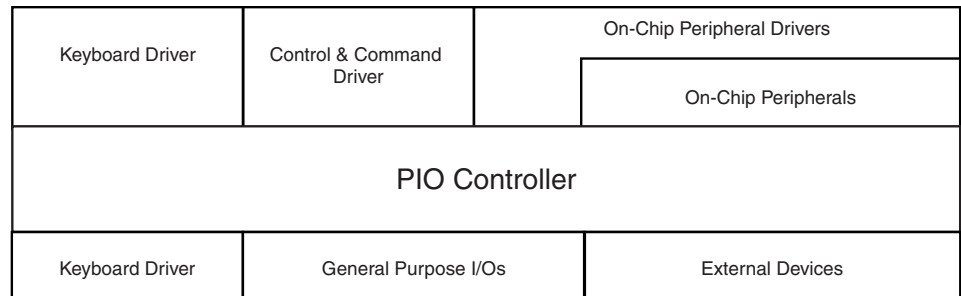 Keyboard Driver
Control & Command
Driver
On-Chip Peripheral Drivers
On-Chip Peripherals
PIO Controller
Keyboard Driver
General Purpose I/Os
External Devices